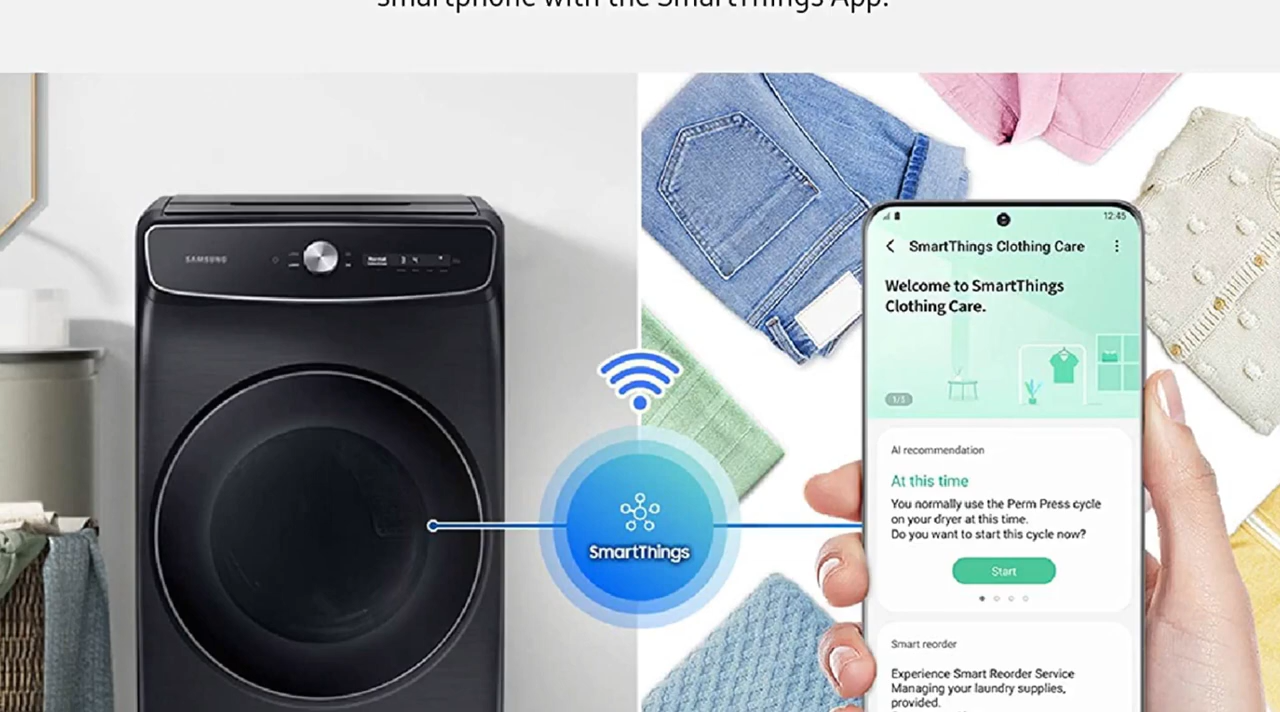 smartphone with the SmartThings App.
SAMSUNG
Normal
12:45
SmartThings Clothing Care
Welcome to SmartThings
Clothing Care.
1/3
AI recommendation
At this time
You normally use the Perm Press cycle
on your dryer at this time.
Do you want to start this cycle now?
Start
SmartThings
Smart reorder
Experience Smart Reorder Service
Managing your laundry supplies,
provided.